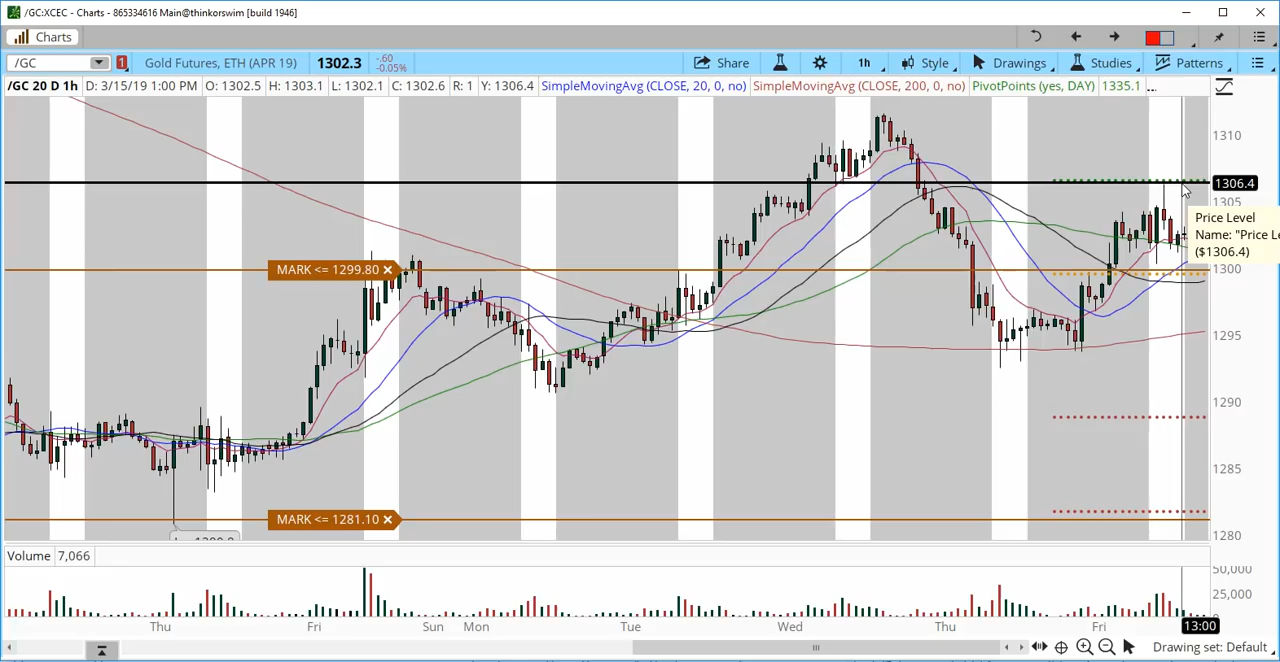 /GC:XCEC - Charts - 865334616 Main@thinkorswim [build 1946]
Charts
/GC 1 Gold Futures, ETH (APR 19) 1302.3 -.60 -0.05% Share 1h Style Drawings Studies Patterns
/GC 20 D 1h D: 3/15/19 1:00 PM O: 1302.5 H: 1303.1 L: 1302.1 C: 1302.6 R: 1 Y: 1306.4 SimpleMovingAvg (CLOSE, 20, 0, no) SimpleMovingAvg (CLOSE, 200, 0, no) PivotPoints (yes, DAY) 1335.1 ...
1310
1306.4
1305
Price Level
Name: "Price Le
($1306.4)
MARK <= 1299.80 ×
1300
1295
1290
1285
MARK <= 1281.10 ×
1280
Volume 7,066
50,000
25,000
Thu Fri Sun Mon Tue Wed Thu Fri 13:00
Drawing set: Default